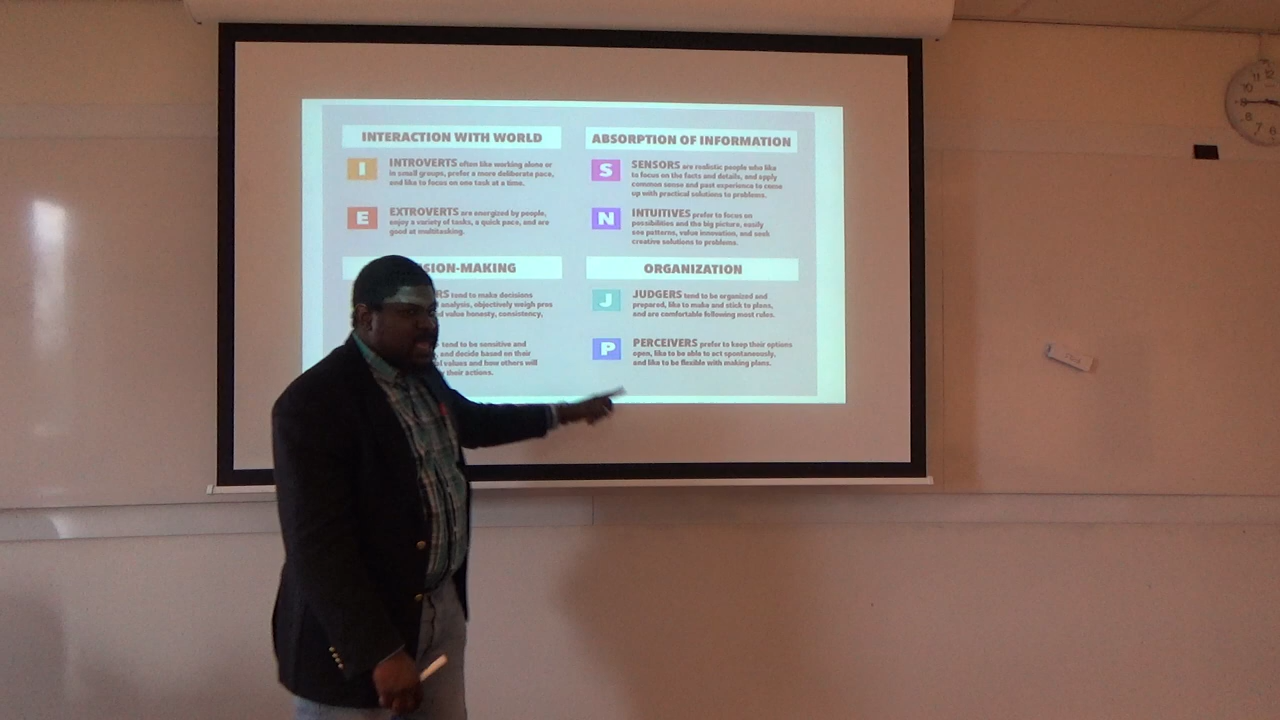 INTERACTION WITH WORLD
I
INTROVERTS often like working alone or
in small groups, prefer a more deliberate pace,
and like to focus on one task at a time.
E
EXTROVERTS are energized by people,
enjoy a variety of tasks, a quick pace, and are
good at multitasking.
ABSORPTION OF INFORMATION
S
SENSORS are realistic people who like
to focus on the facts and details, and apply
common sense and past experience to come
up with practical solutions to problems.
N
INTUITIVES prefer to focus on
possibilities and the big picture, easily
see patterns, value innovation, and seek
creative solutions to problems.
SION-MAKING
RS tend to make decisions
analysis, objectively weigh pros
d value honesty, consistency,
tend to be sensitive and
, and decide based on their
l values and how others will
their actions.
ORGANIZATION
J
JUDGERS tend to be organized and
prepared, like to make and stick to plans,
and are comfortable following most rules.
P
PERCEIVERS prefer to keep their options
open, like to be able to act spontaneously,
and like to be flexible with making plans.
11 12
10
9
8
7 6